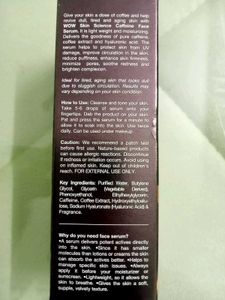 Give your skin a dose of coffee and help
revive dull, tired and aging skin with
WOW Skin Science Caffeine Face
Serum. It is light weight and moisturizing.
Delivers the goodness of pure caffeine,
coffee extract and hyaluronic acid. The
serum helps to protect skin from UV
damage, improve circulation in the skin,
reduce puffiness, enhance skin firmness,
minimize pores, soothe redness and
brighten complexion.
Ideal for tired, aging skin that looks dull
due to sluggish circulation. Results may
vary depending on your skin condition.
How to Use: Cleanse and tone your skin.
Take 5-6 drops of serum onto your
fingertips. Dab the product on your skin.
Pat and press the serum for a minute to
allow it to soak into the skin. Use twice
daily. Can be used under makeup.
Caution: We recommend a patch test
before first use. Nature-based products
can cause allergic reactions. Discontinue
if redness or irritation occurs. Avoid using
on inflamed skin. Keep out of children's
reach. FOR EXTERNAL USE ONLY
Key Ingredients: Purified Water, Butylene
Glycol, Glycerin (Vegetable Derived),
Phenoxyethanol, Ethylhexylglycerin,
Caffeine, Coffee Extract, Hydroxyethylcellu-
lose, Sodium Hyaluronate (Hyaluronic Acid) &
Fragrance.
Why do you need face serum?
•A serum delivers potent actives directly
into the skin. •Since it has smaller
molecules than lotions or creams the skin
can absorb the actives better. •Helps to
manage specific skin issues. •Always
apply it before your moisturizer or
sunscreen. •Lightweight, so it allows the
skin to breathe. •Gives the skin a soft,
supple, velvety texture.